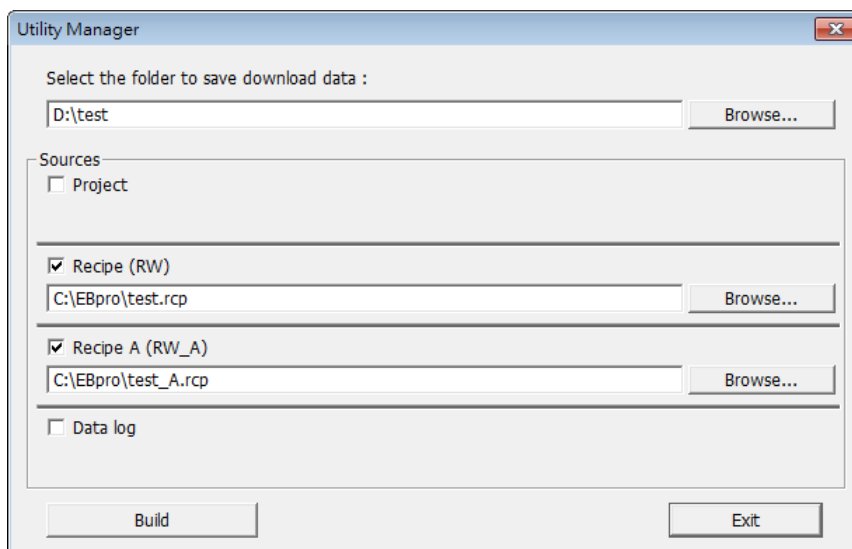 Utility Manager
Select the folder to save download data :
D:\test
Browse...
Sources
Project
Recipe (RW)
C:\EBpro\test.rcp
Browse...
Recipe A (RW_A)
C:\EBpro\test_A.rcp
Browse...
Data log
Build
Exit